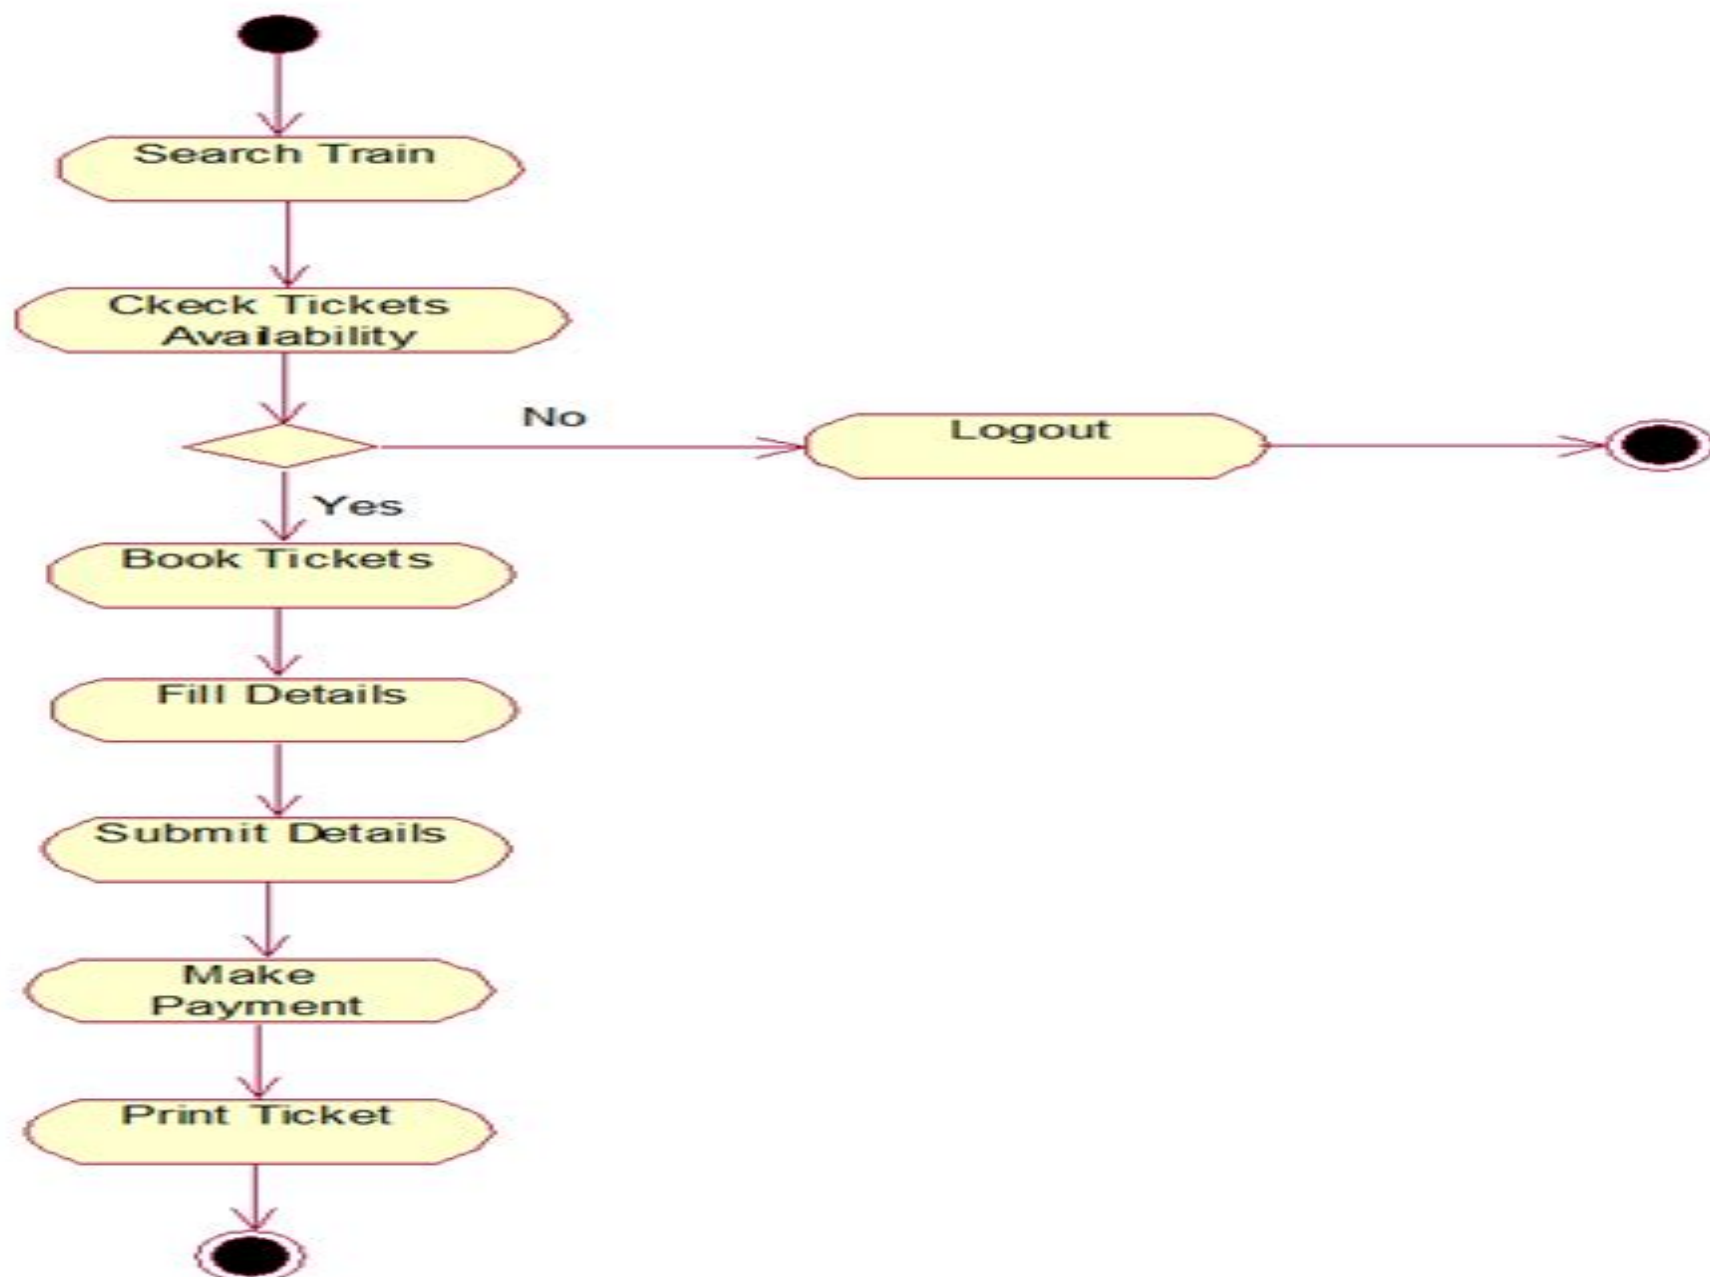 Search Train
Ckeck Tickets
Availability
No
Logout
Yes
Book Tickets
Fill Details
Submit Details
Make
Payment
Print Ticket